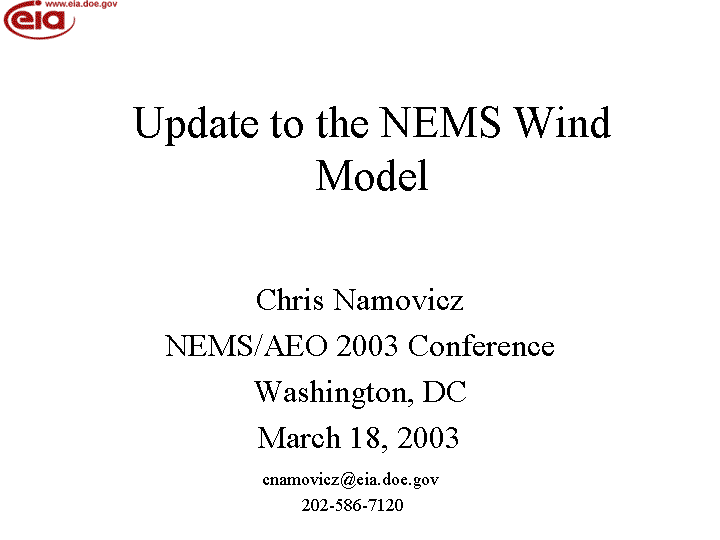 www.eia.doe.gov
eia
Update to the NEMS Wind
Model
Chris Namovicz
NEMS/AEO 2003 Conference
Washington, DC
March 18, 2003
cnamovicz@eia.doe.gov
202-586-7120